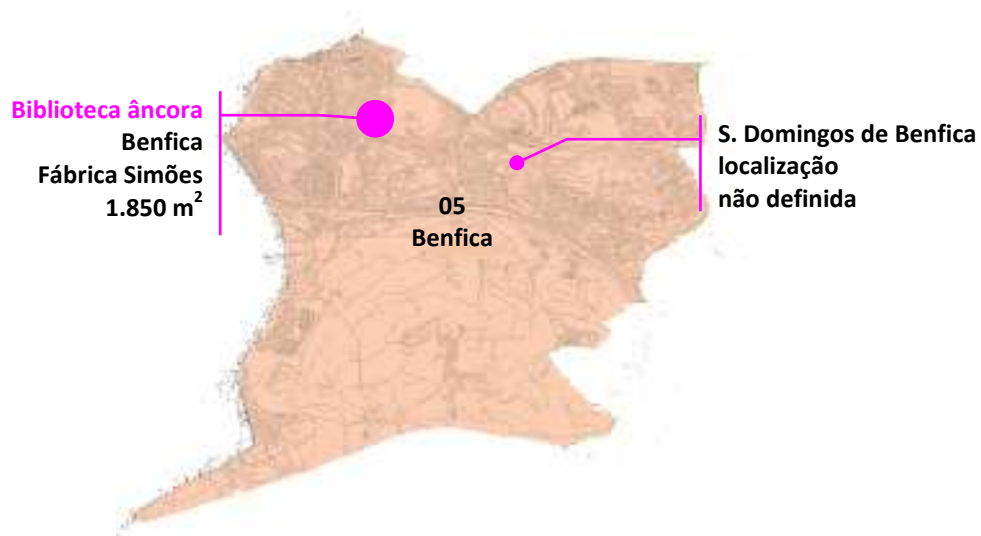 Biblioteca âncora
Benfica
Fábrica Simões
1.850 m²
05
Benfica
S. Domingos de Benfica
localização
não definida